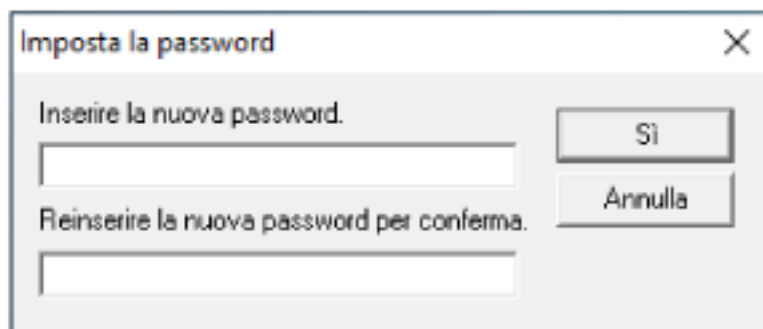 Imposta la password
Inserire la nuova password.
Sì
Annulla
Reinserire la nuova password per conferma.